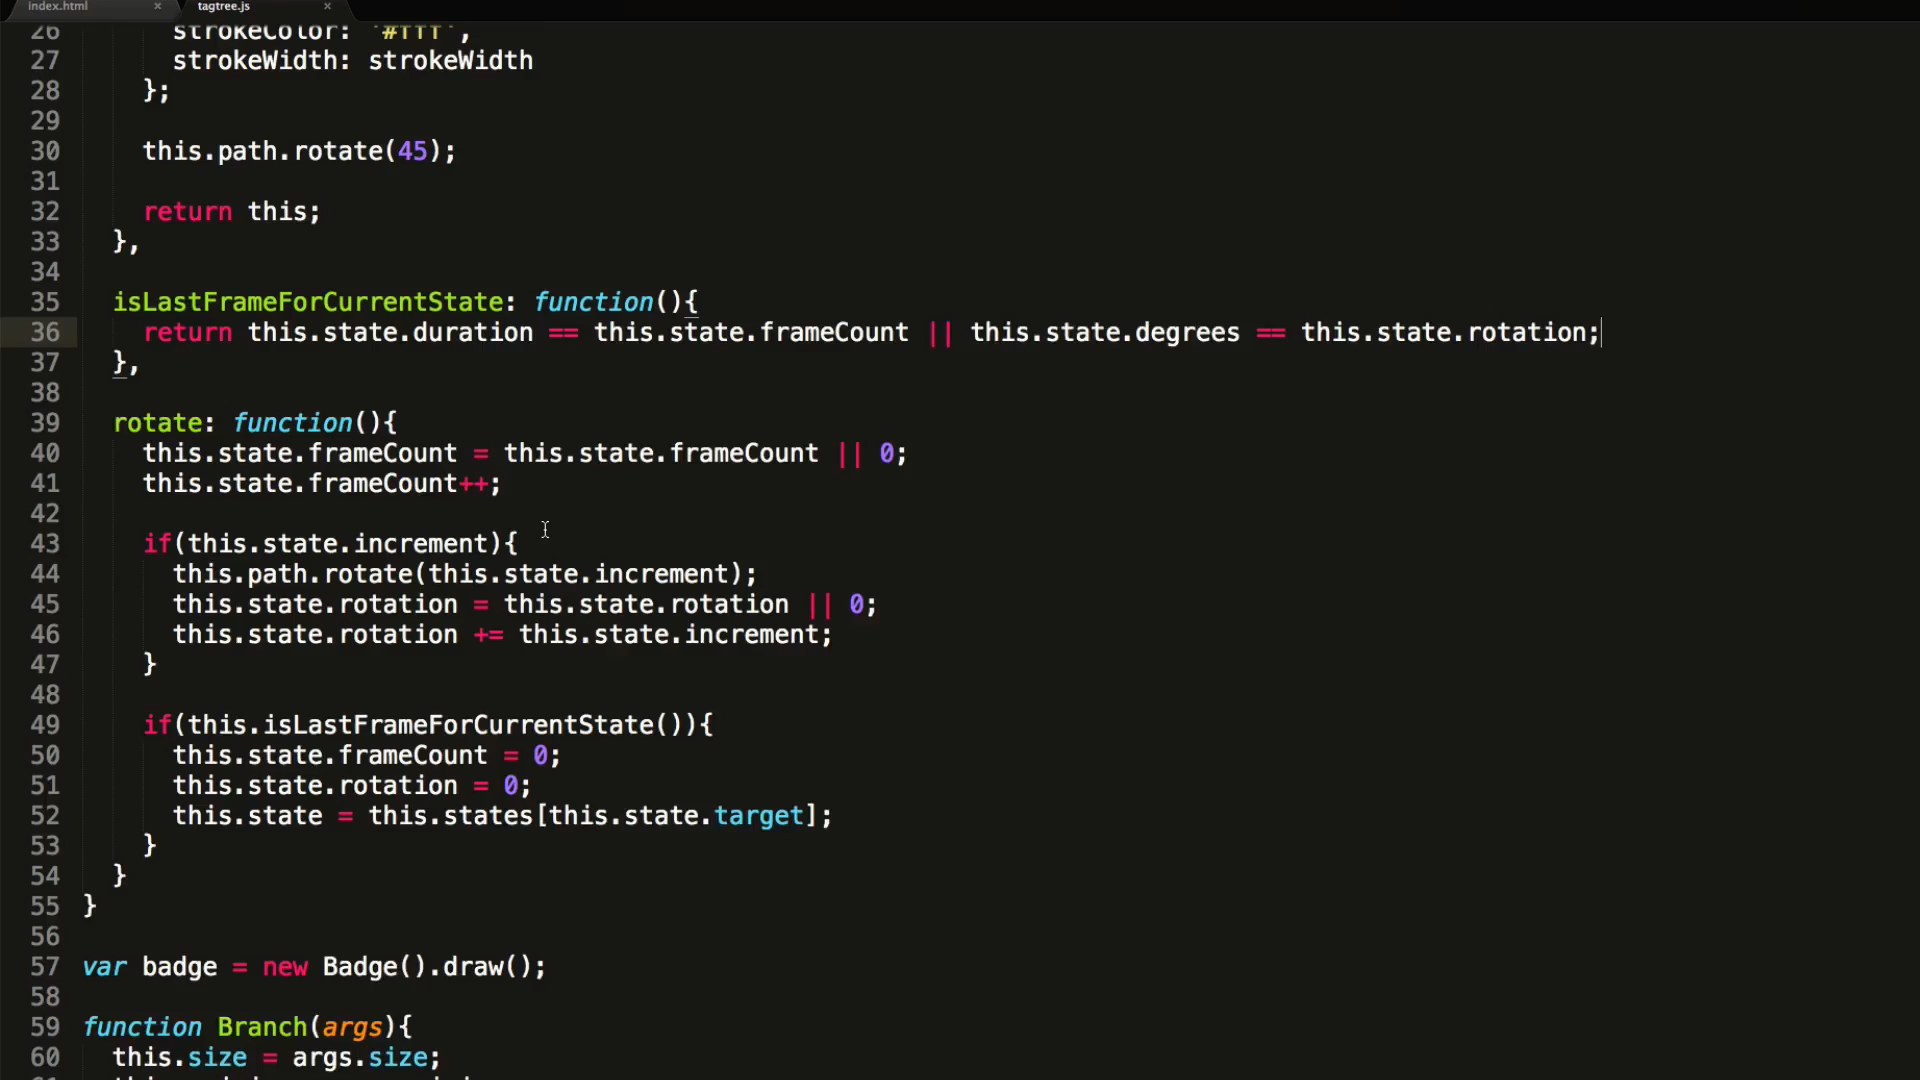 index.html × tagtree.js ×
26 strokeColor: '#fff',
27 strokeWidth: strokeWidth
28 };
29
30 this.path.rotate(45);
31
32 return this;
33 },
34
35 isLastFrameForCurrentState: function(){
36 return this.state.duration == this.state.frameCount || this.state.degrees == this.state.rotation;
37 },
38
39 rotate: function(){
40 this.state.frameCount = this.state.frameCount || 0;
41 this.state.frameCount++;
42
43 if(this.state.increment){
44 this.path.rotate(this.state.increment);
45 this.state.rotation = this.state.rotation || 0;
46 this.state.rotation += this.state.increment;
47 }
48
49 if(this.isLastFrameForCurrentState()){
50 this.state.frameCount = 0;
51 this.state.rotation = 0;
52 this.state = this.states[this.state.target];
53 }
54 }
55 }
56
57 var badge = new Badge().draw();
58
59 function Branch(args){
60 this.size = args.size;